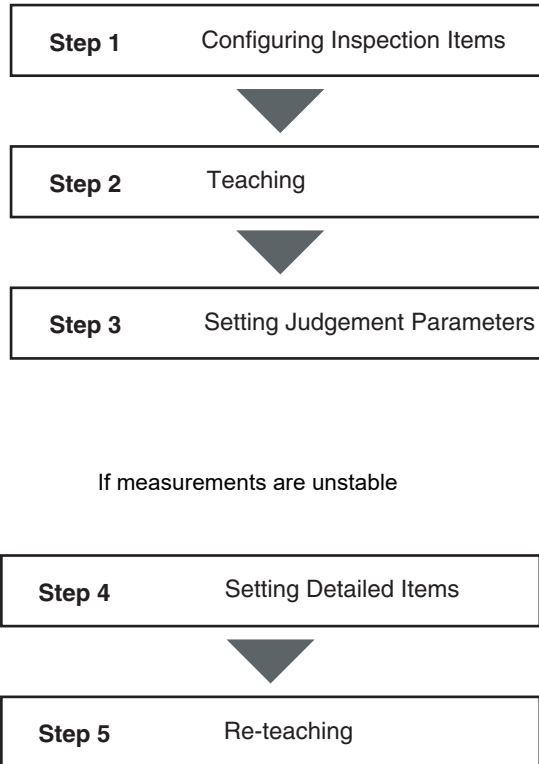 Step 1 Configuring Inspection Items
Step 2 Teaching
Step 3 Setting Judgement Parameters
If measurements are unstable
Step 4 Setting Detailed Items
Step 5 Re-teaching